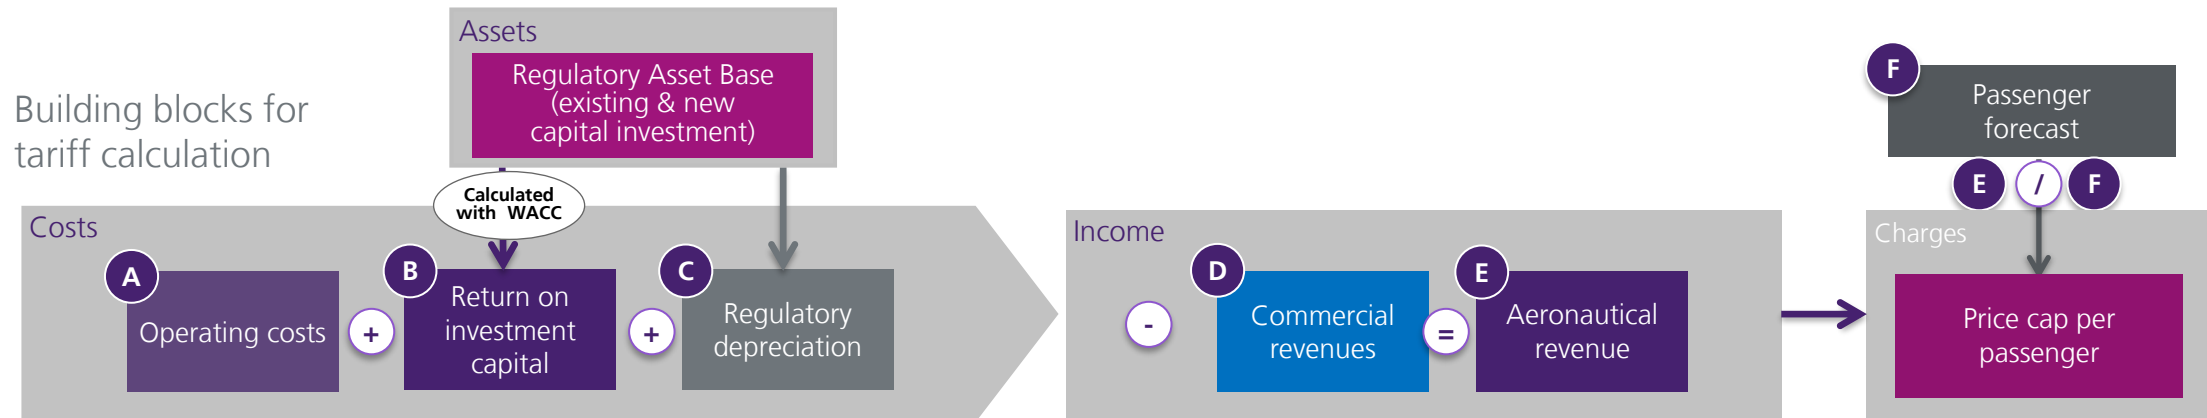 Building blocks for
tariff calculation
Assets
Regulatory Asset Base
(existing & new
capital investment)
Calculated
with WACC
Costs
A
Operating costs
+
B
Return on
investment
capital
+
C
Regulatory
depreciation
Income
-
D
Commercial
revenues
=
E
Aeronautical
revenue
F
Passenger
forecast
E / F
Charges
Price cap per
passenger